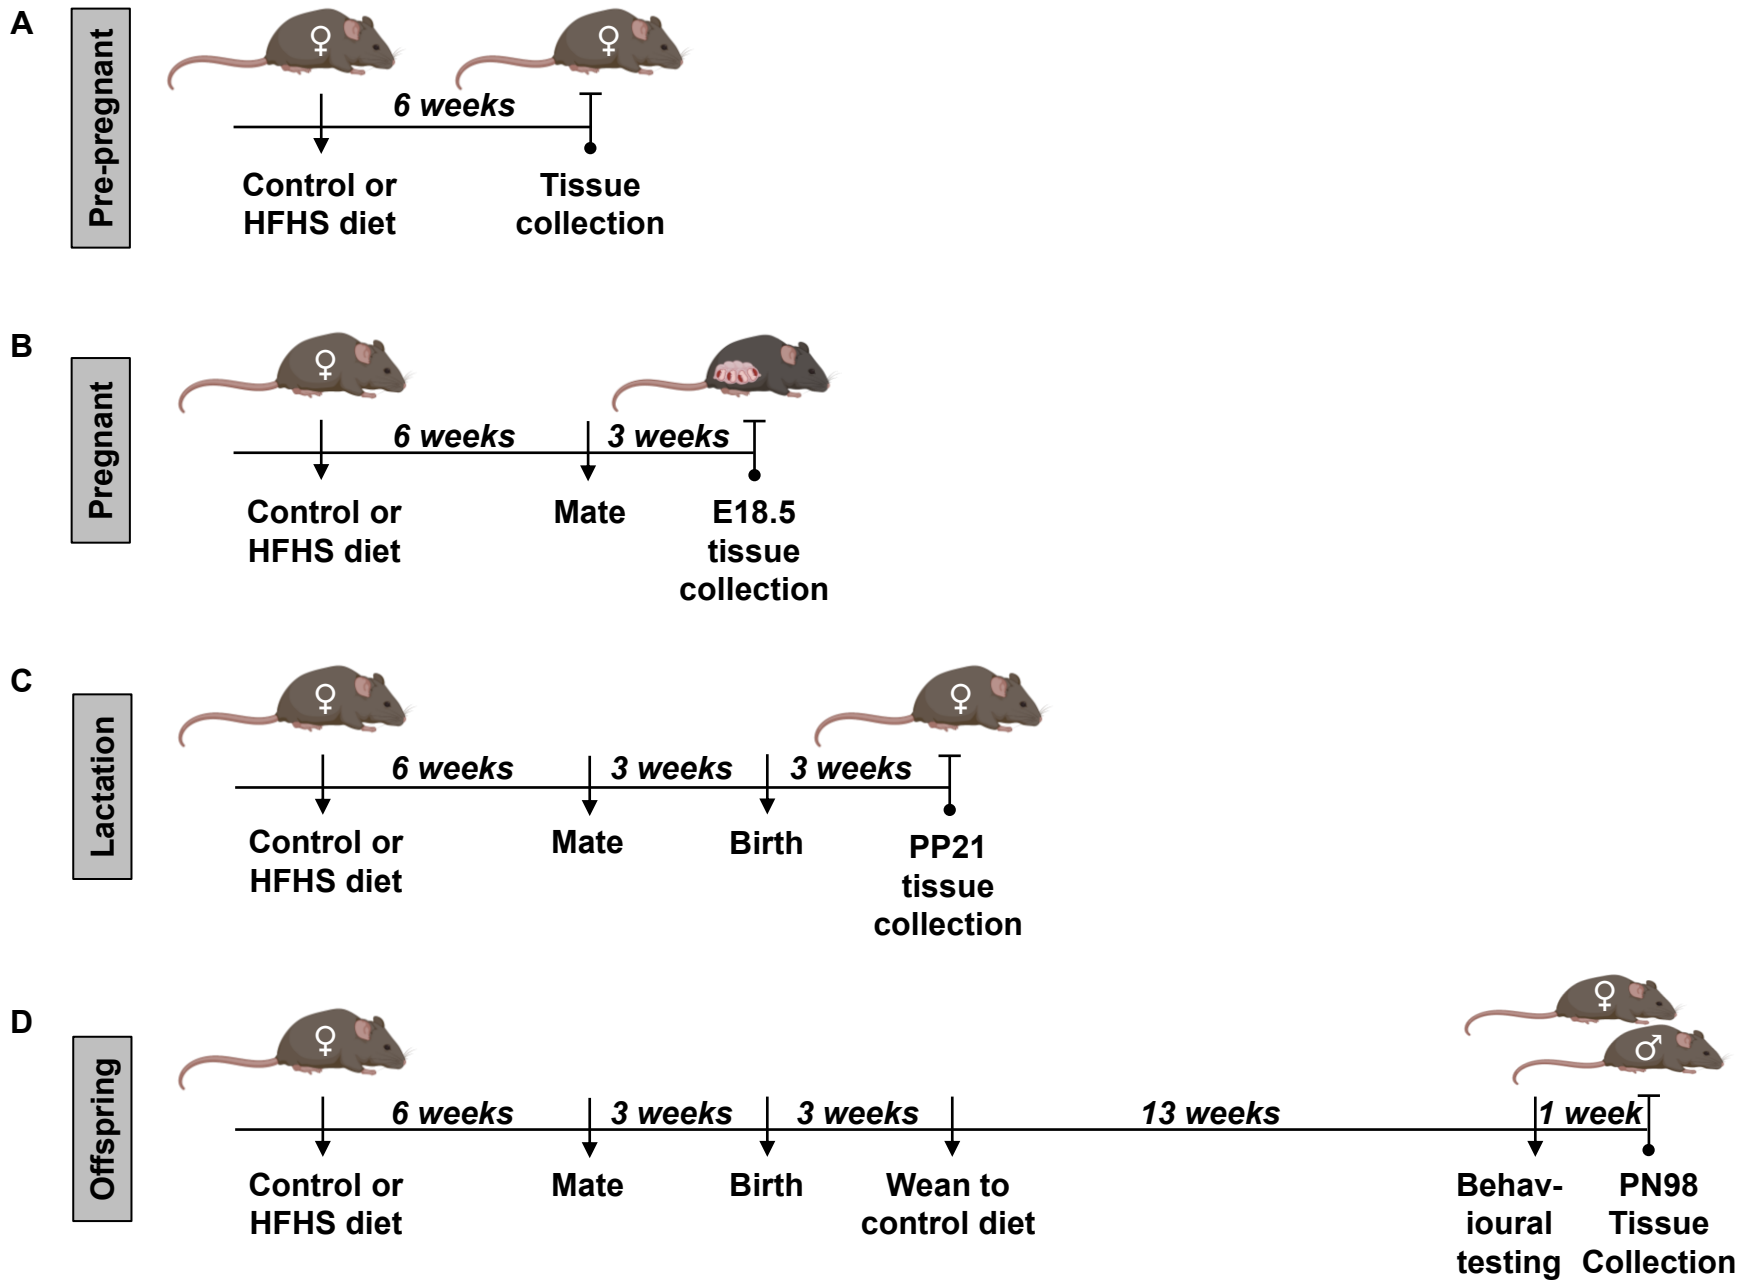 A
Pre-pregnant
♀
♀
6 weeks
Control or
HFHS diet
Tissue
collection
B
Pregnant
♀
6 weeks
3 weeks
Control or
HFHS diet
Mate
E18.5
tissue
collection
C
Lactation
♀
♀
6 weeks
3 weeks
3 weeks
Control or
HFHS diet
Mate
Birth
PP21
tissue
collection
D
Offspring
♀
♀
♂
6 weeks
3 weeks
3 weeks
13 weeks
1 week
Control or
HFHS diet
Mate
Birth
Wean to
control diet
Behav-
ioural
testing
PN98
Tissue
Collection